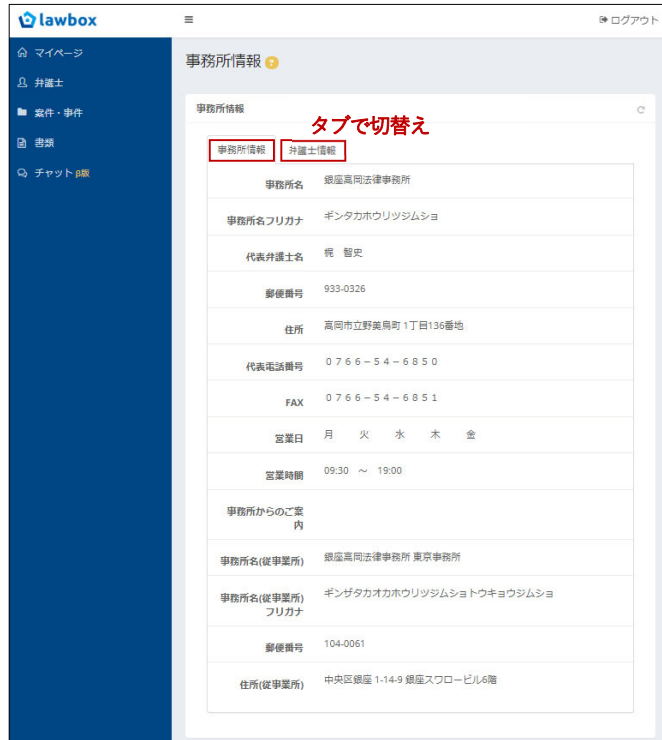 lawbox
ログアウト
マイページ
弁護士
案件・事件
書類
チャット β版
事務所情報 ?
事務所情報
タブで切替え
事務所情報 弁護士情報
事務所名 銀座高岡法律事務所
事務所名フリガナ ギンタカホウリツジムショ
代表弁護士名 梶 智史
郵便番号 933-0326
住所 高岡市立野美鳥町1丁目136番地
代表電話番号 0766-54-6850
FAX 0766-54-6851
営業日 月 火 水 木 金
営業時間 09:30 ~ 19:00
事務所からのご案
内
事務所名(従事業所) 銀座高岡法律事務所 東京事務所
事務所名(従事業所) ギンザタカオカホウリツジムショトウキョウジムショ
フリガナ
郵便番号 104-0061
住所(従事業所) 中央区銀座 1-14-9 銀座スワロービル6階